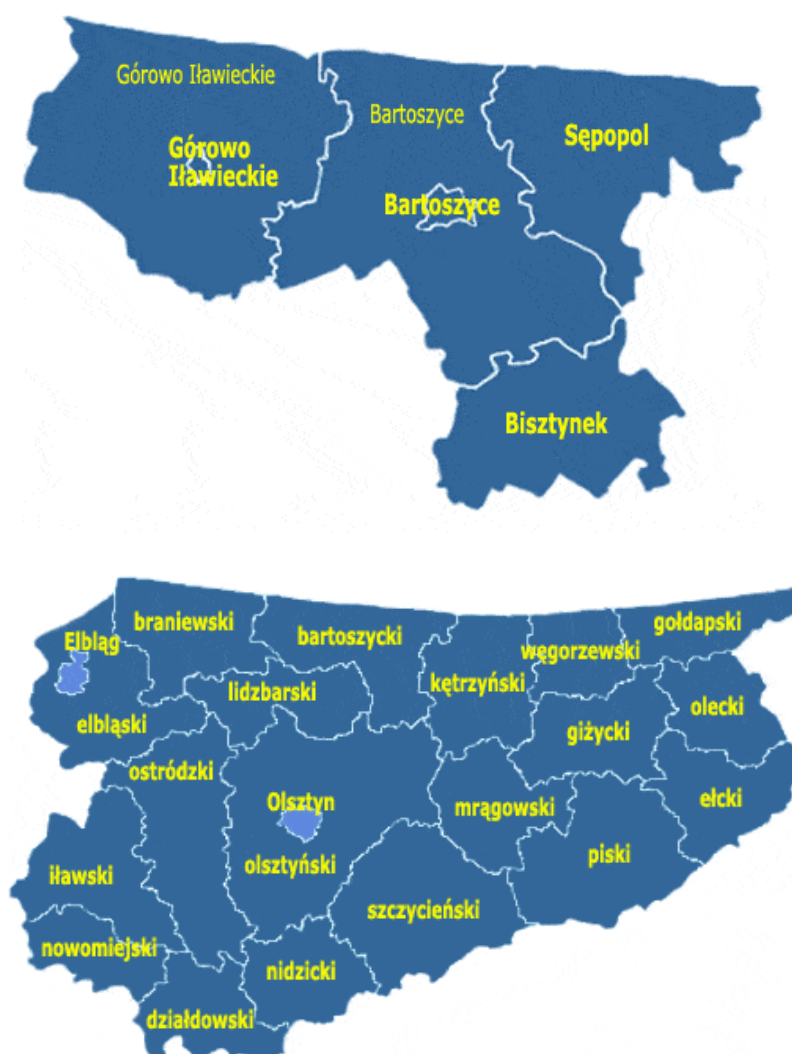 Górowo Iławieckie
Bartoszyce
Sępopol
Górowo
Iławieckie
Bartoszyce
Bisztynek
braniewski
bartoszycki
gołdapski
Elbląg
węgorzewski
kętrzyński
lidzbarski
olecki
elbląski
giżycki
ostródzki
Olsztyn
mrągowski
ełcki
piski
olsztyński
iławski
szczycieński
nowomiejski
nidzicki
działdowski